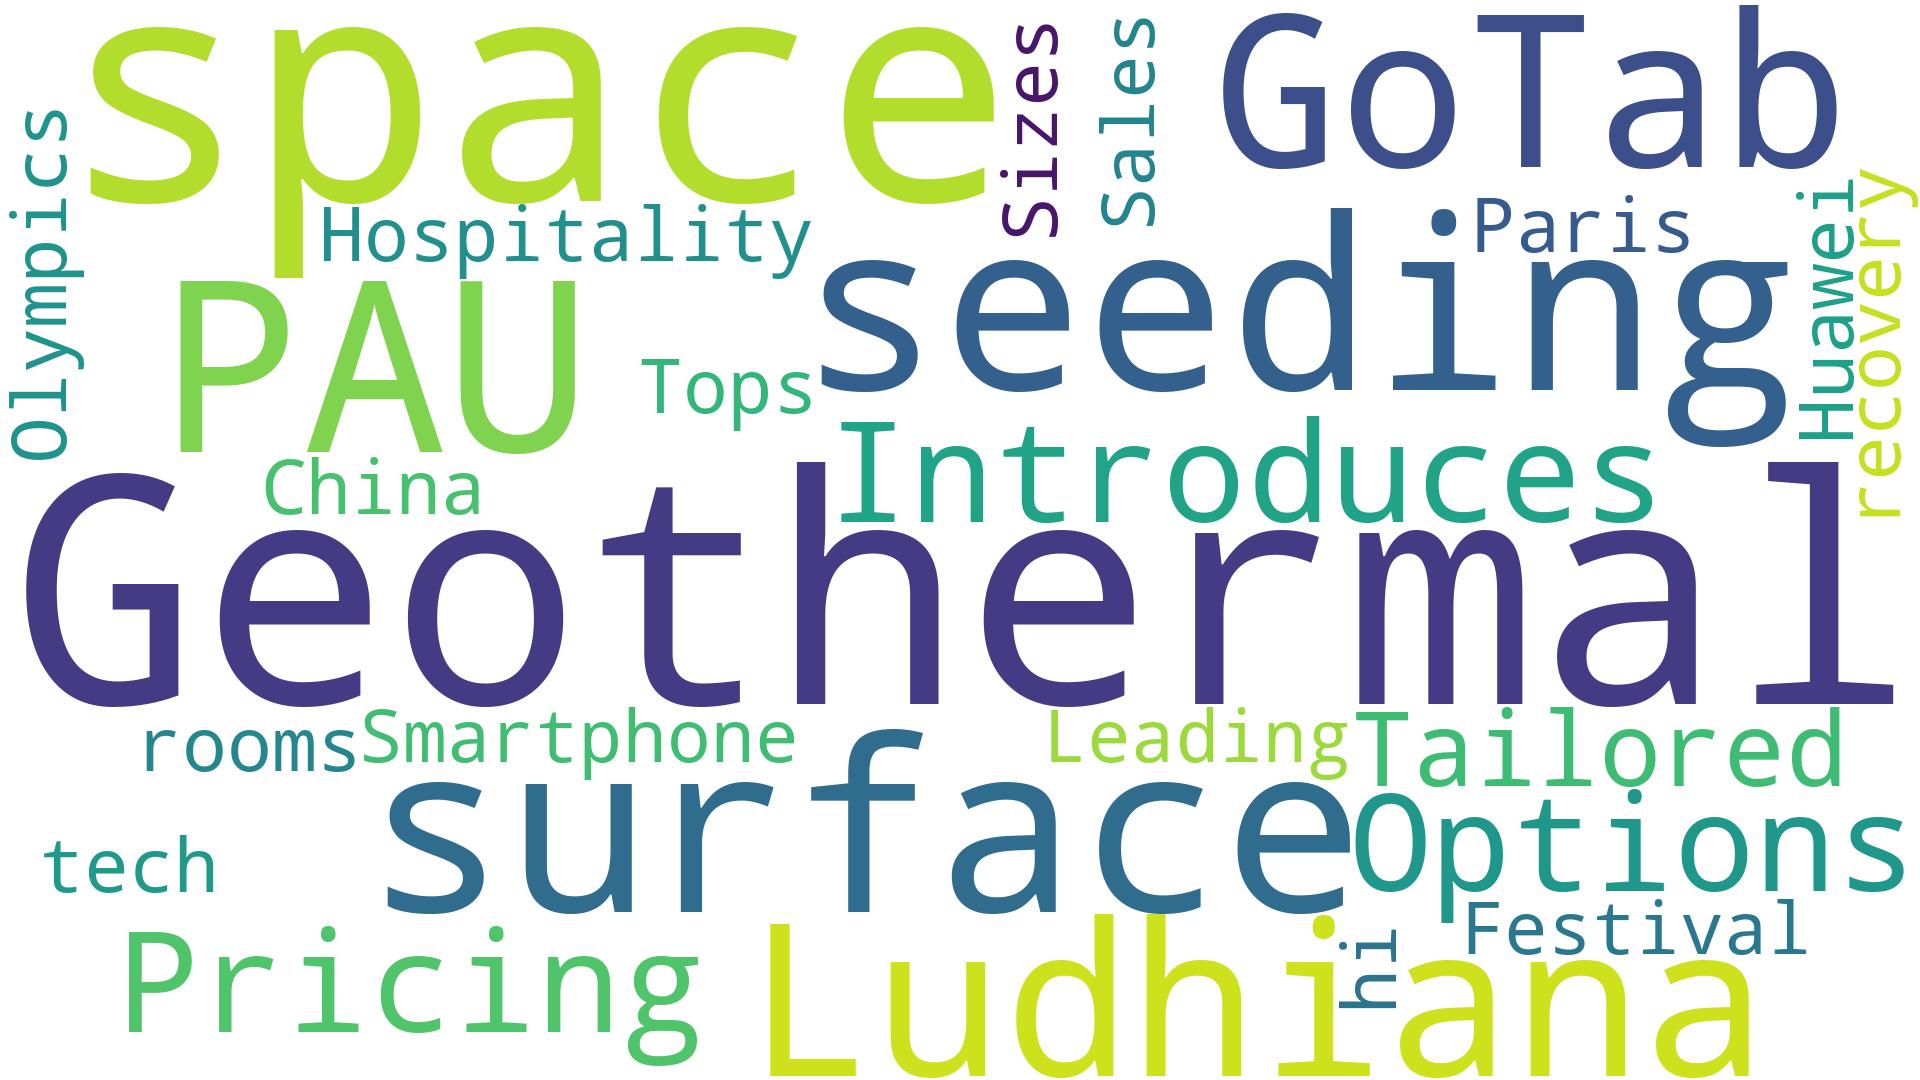 space
Sizes
Sales
GoTab
Olympics
Hospitality
Paris
Huawei
recovery
seeding
PAU
Tops
Introduces
China
Geothermal
rooms
Smartphone
Leading
Tailored
surface
Options
tech
Festival
hi
Pricing
Ludhiana